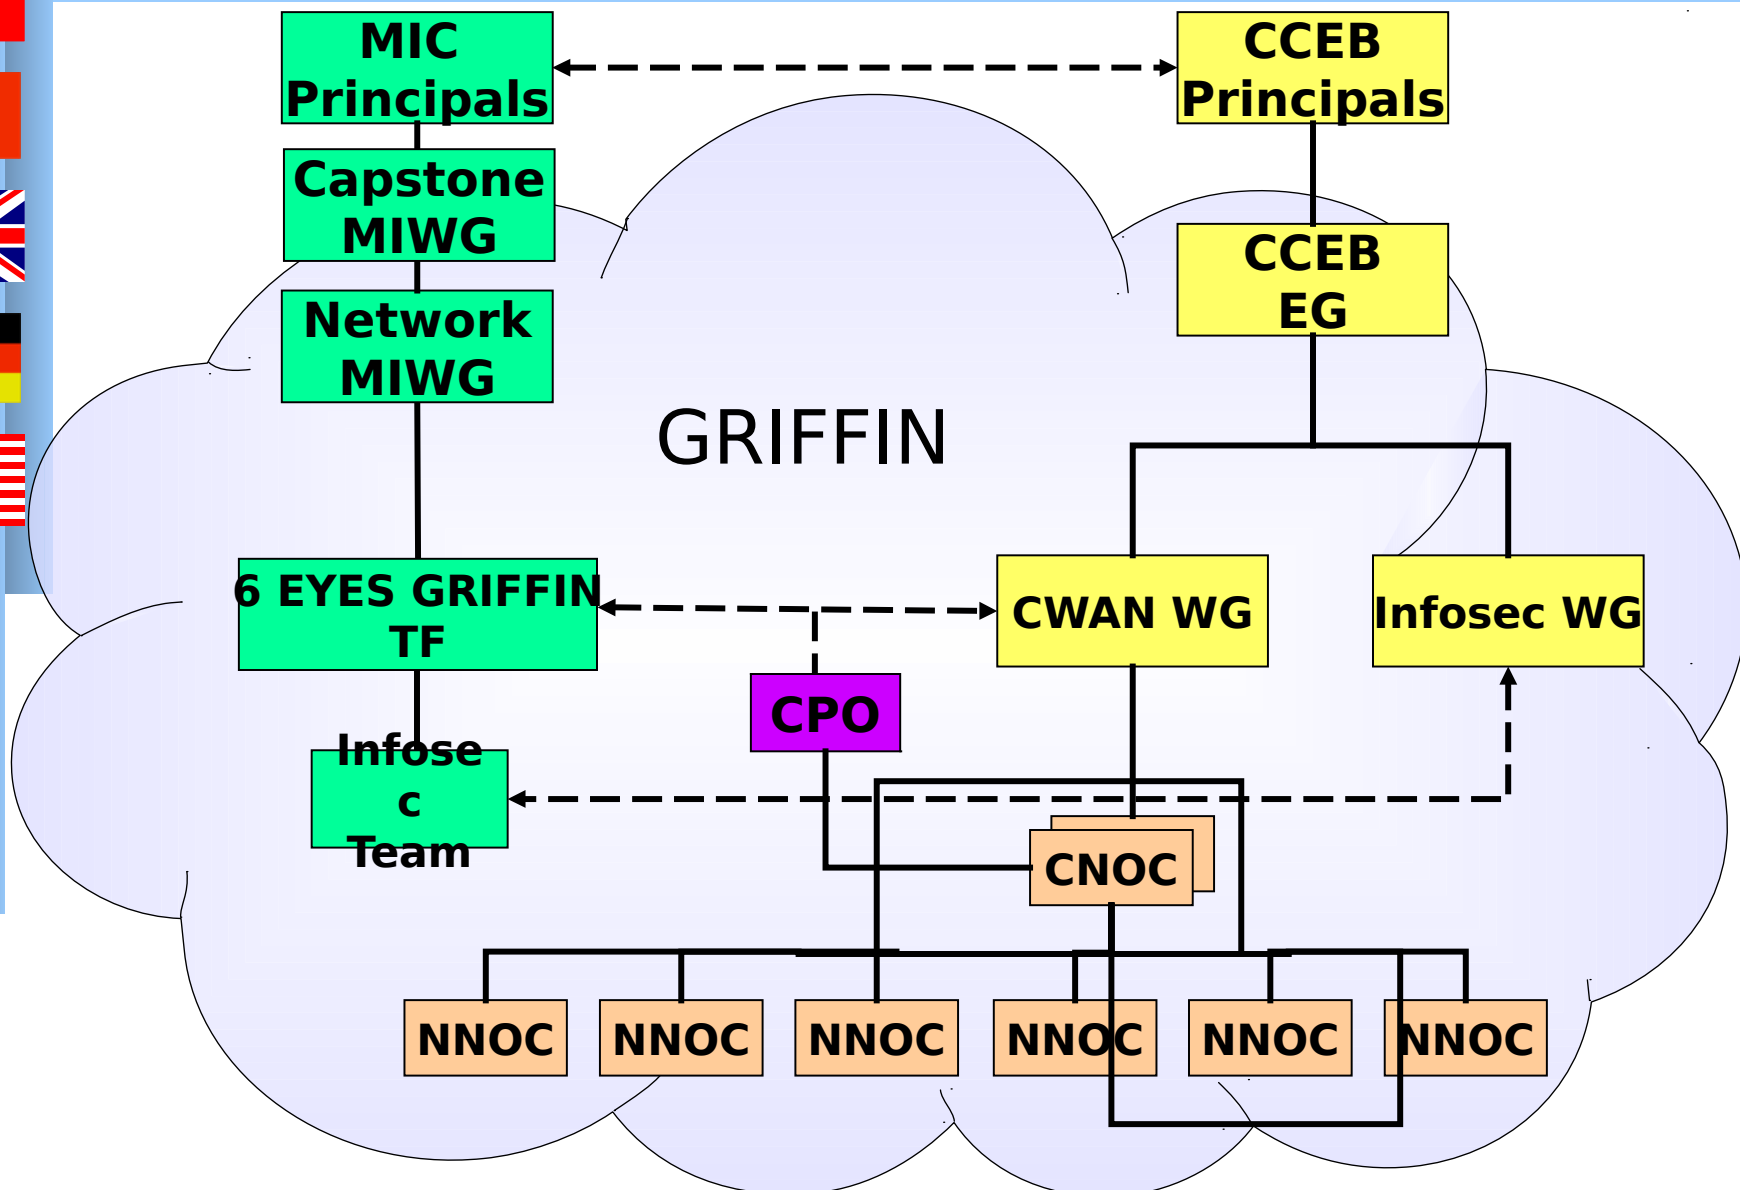 MIC
Principals
CCEB
Principals
Capstone
MIWG
CCEB
EG
Network
MIWG
GRIFFIN
6 EYES GRIFFIN
TF
CWAN WG
Infosec WG
CPO
Infose
c
Team
CNOC
NNOC
NNOC
NNOC
NNOC
NNOC
NNOC